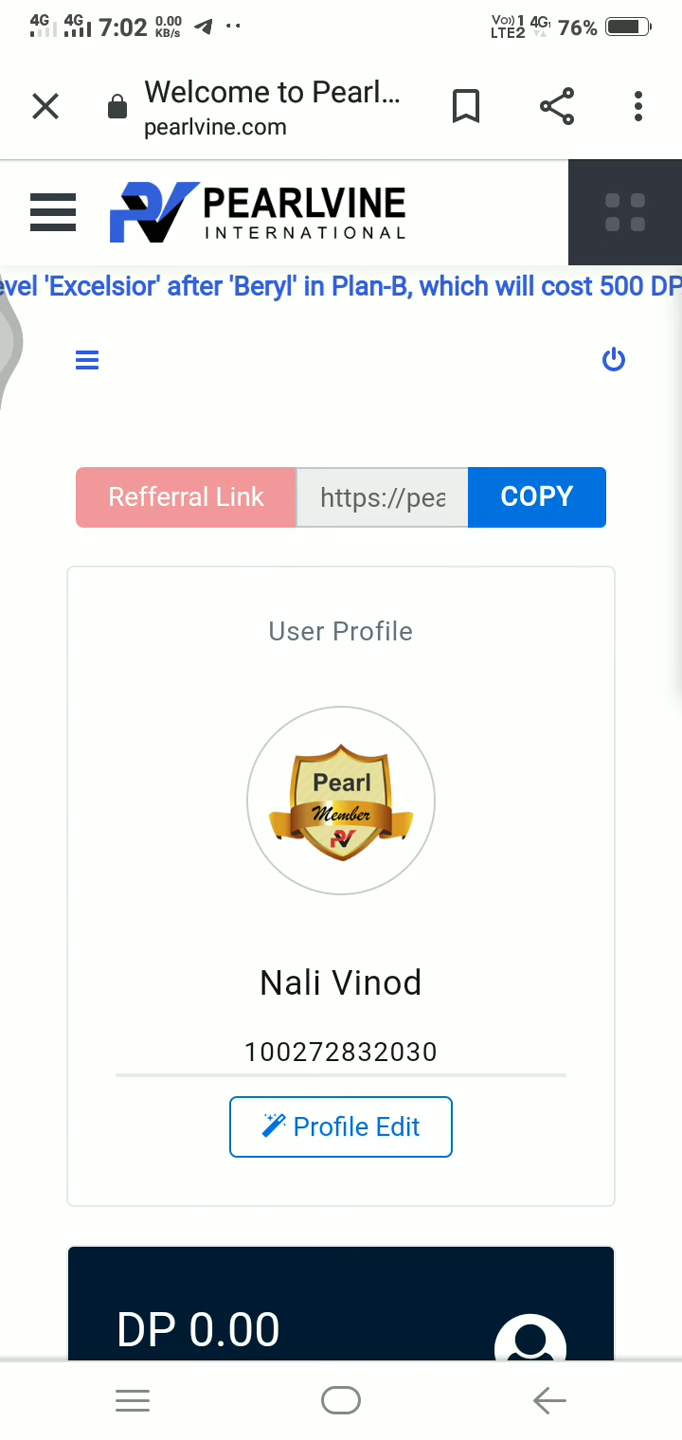 4G 4G 7:02 0.00 KB/s Vo) 1 LTE2 4G 76%
Welcome to Pearl...
pearlvine.com
PEARLVINE
INTERNATIONAL
evel 'Excelsior' after 'Beryl' in Plan-B, which will cost 500 DP
Refferral Link https://pea COPY
User Profile
Pearl
Member
PV
Nali Vinod
100272832030
Profile Edit
DP 0.00